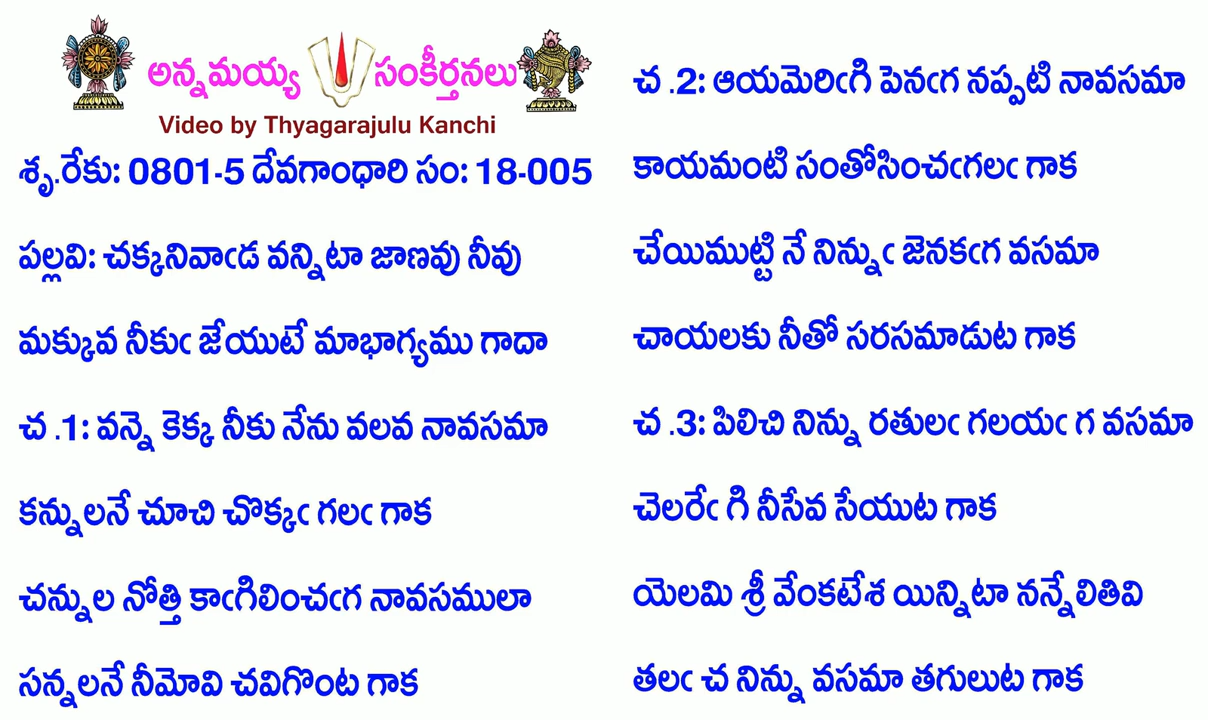 అన్నమయ్య సంకీర్తనలు
Video by Thyagarajulu Kanchi
శృ.రేకు: 0801-5 దేవగాంధారి సం: 18-005
పల్లవి: చక్కనివాఁడ వన్నిటా జాణవు నీవు
మక్కువ నీకుఁ జేయుటే మాభాగ్యము గాదా
చ .1: వన్నె కెక్క నీకు నేను వలవ నావసమా
కన్నులనే చూచి చొక్కఁ గలఁ గాక
చన్నుల నోత్తి కాఁగిలించఁగ నావసములా
సన్నలనే నీమోవి చవిగొంట గాక
చ .2: ఆయమెరిఁగి పెనఁగ నప్పటి నావసమా
కాయమంటి సంతోసించఁగలఁ గాక
చేయిముట్టి నే నిన్నుఁ జెనకఁగ వసమా
చాయలకు నీతో సరసమాడుట గాక
చ .3: పిలిచి నిన్ను రతులఁ గలయఁ గ వసమా
చెలరేఁ గి నీసేవ సేయుట గాక
యెలమి శ్రీ వేంకటేశ యిన్నిటా నన్నేలితివి
తలఁ చ నిన్ను వసమా తగులుట గాక